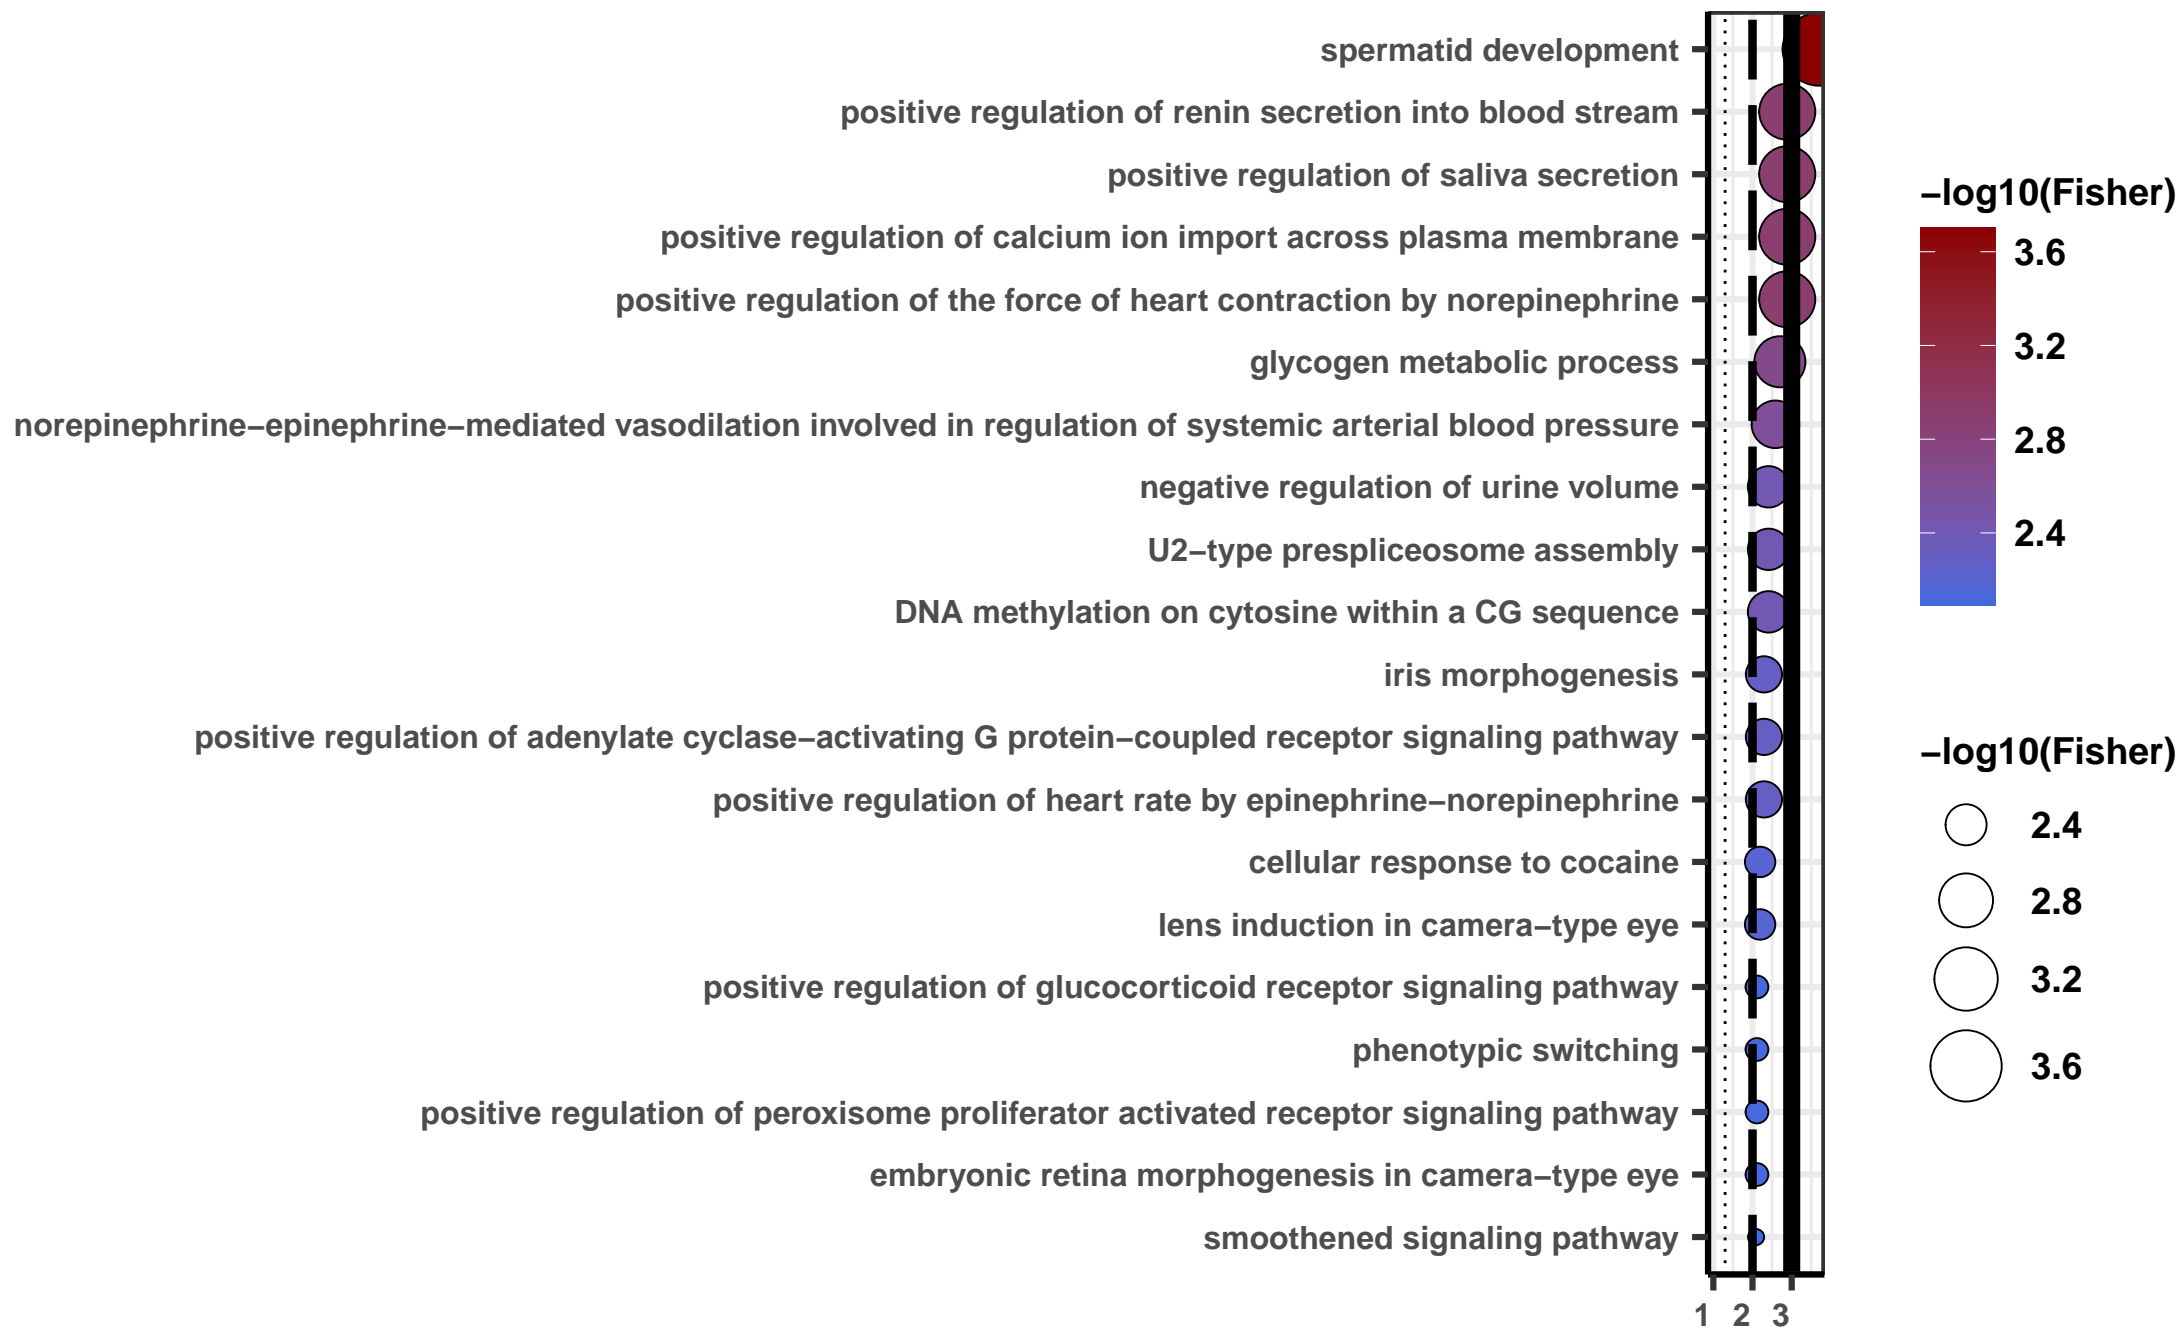 spermatid development
positive regulation of renin secretion into blood stream
positive regulation of saliva secretion
positive regulation of calcium ion import across plasma membrane
positive regulation of the force of heart contraction by norepinephrine
glycogen metabolic process
norepinephrine−epinephrine−mediated vasodilation involved in regulation of systemic arterial blood pressure
negative regulation of urine volume
U2−type prespliceosome assembly
DNA methylation on cytosine within a CG sequence
iris morphogenesis
positive regulation of adenylate cyclase−activating G protein−coupled receptor signaling pathway
positive regulation of heart rate by epinephrine−norepinephrine
cellular response to cocaine
lens induction in camera−type eye
positive regulation of glucocorticoid receptor signaling pathway
phenotypic switching
positive regulation of peroxisome proliferator activated receptor signaling pathway
embryonic retina morphogenesis in camera−type eye
smoothened signaling pathway
1 2 3
−log10(Fisher)
3.6
3.2
2.8
2.4
−log10(Fisher)
2.4
2.8
3.2
3.6